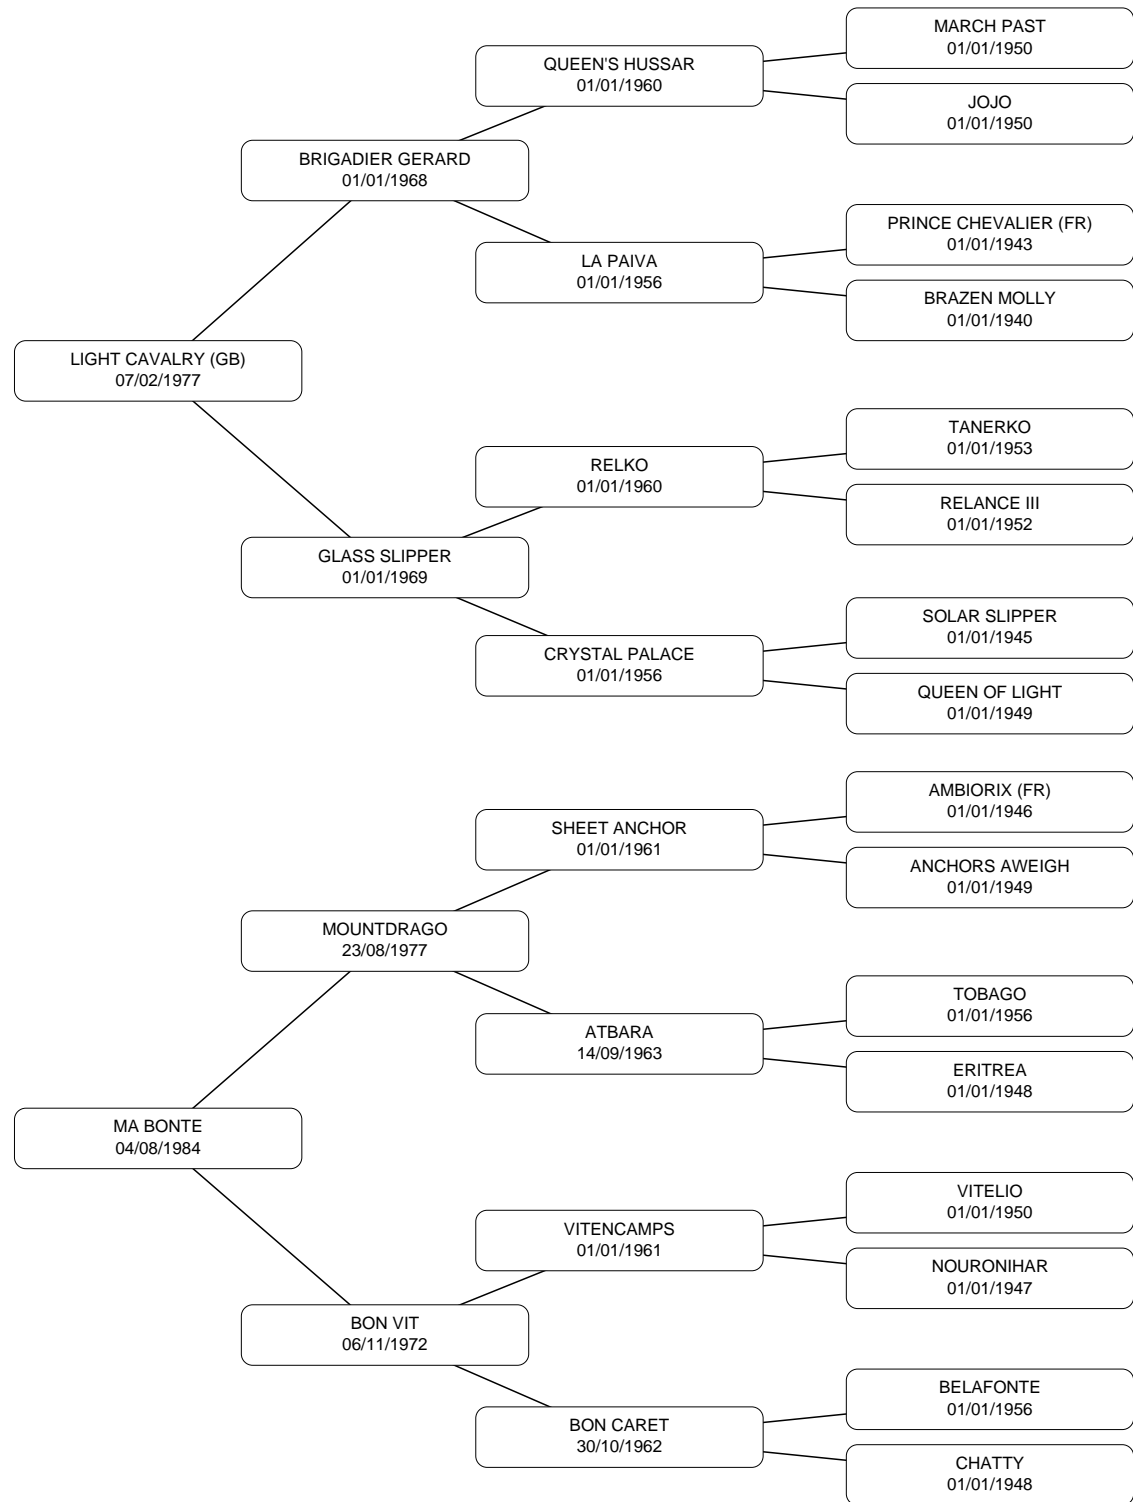 MARCH PAST
01/01/1950
QUEEN'S HUSSAR
01/01/1960
JOJO
01/01/1950
BRIGADIER GERARD
01/01/1968
PRINCE CHEVALIER (FR)
01/01/1943
LA PAIVA
01/01/1956
BRAZEN MOLLY
01/01/1940
LIGHT CAVALRY (GB)
07/02/1977
TANERKO
01/01/1953
RELKO
01/01/1960
RELANCE III
01/01/1952
GLASS SLIPPER
01/01/1969
SOLAR SLIPPER
01/01/1945
CRYSTAL PALACE
01/01/1956
QUEEN OF LIGHT
01/01/1949
AMBIORIX (FR)
01/01/1946
SHEET ANCHOR
01/01/1961
ANCHORS AWEIGH
01/01/1949
MOUNTDRAGO
23/08/1977
TOBAGO
01/01/1956
ATBARA
14/09/1963
ERITREA
01/01/1948
MA BONTE
04/08/1984
VITELIO
01/01/1950
VITENCAMPS
01/01/1961
NOURONIHAR
01/01/1947
BON VIT
06/11/1972
BELAFONTE
01/01/1956
BON CARET
30/10/1962
CHATTY
01/01/1948